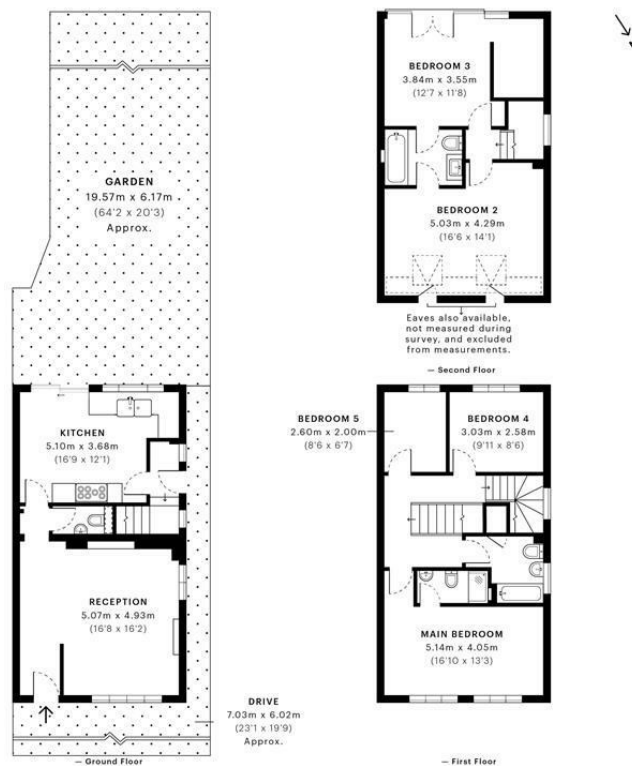 GARDEN
19.57m x 6.17m
(64'2 x 20'3)
Approx.
KITCHEN
5.10m x 3.68m
(16'9 x 12'1)
RECEPTION
5.07m x 4.93m
(16'8 x 16'2)
DRIVE
7.03m x 6.02m
(23'1 x 19'9)
Approx.
— Ground Floor
BEDROOM 3
3.84m x 3.55m
(12'7 x 11'8)
BEDROOM 2
5.03m x 4.29m
(16'6 x 14'1)
Eaves also available,
not measured during
survey, and excluded
from measurements.
— Second Floor
BEDROOM 5
2.60m x 2.00m
(8'6 x 6'7)
BEDROOM 4
3.03m x 2.58m
(9'11 x 8'6)
MAIN BEDROOM
5.14m x 4.05m
(16'10 x 13'3)
— First Floor